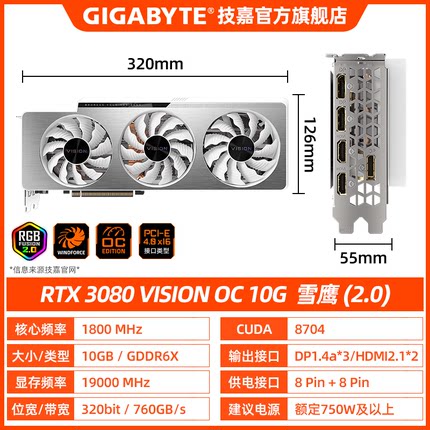 GIGABYTE™ 技嘉官方旗舰店
320mm
126mm
VISION
VISION
VISION
55mm
RGB
FUSION
2.0
WINDFORCE
OC
EDITION
PCI-E
4.0 x16
接口类型
*信息来源技嘉官网*
RTX 3080 VISION OC 10G 雪鹰 (2.0)
核心频率 1800 MHz CUDA 8704
大小/类型 10GB / GDDR6X 输出接口 DP1.4a*3/HDMI2.1*2
显存频率 19000 MHz 供电接口 8 Pin + 8 Pin
位宽/带宽 320bit / 760GB/s 建议电源 额定750W及以上